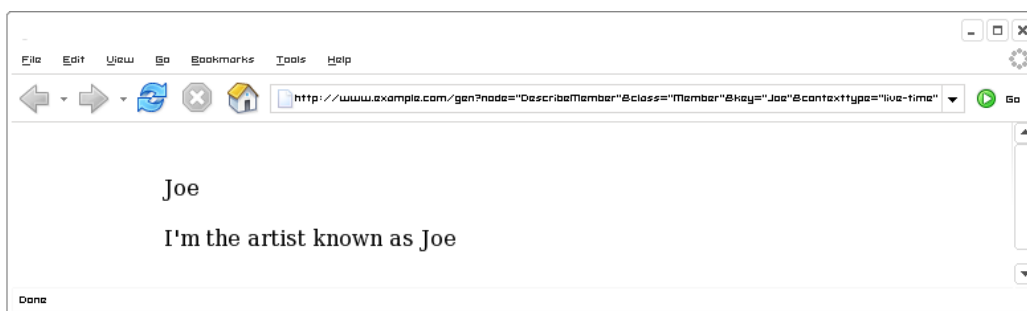 File Edit View Go Bookmarks Tools Help
http://www.example.com/gen?node="DescribeMember"&class="Member"&key="Joe"&contexttype="live-time" Go
Joe
I'm the artist known as Joe
Done